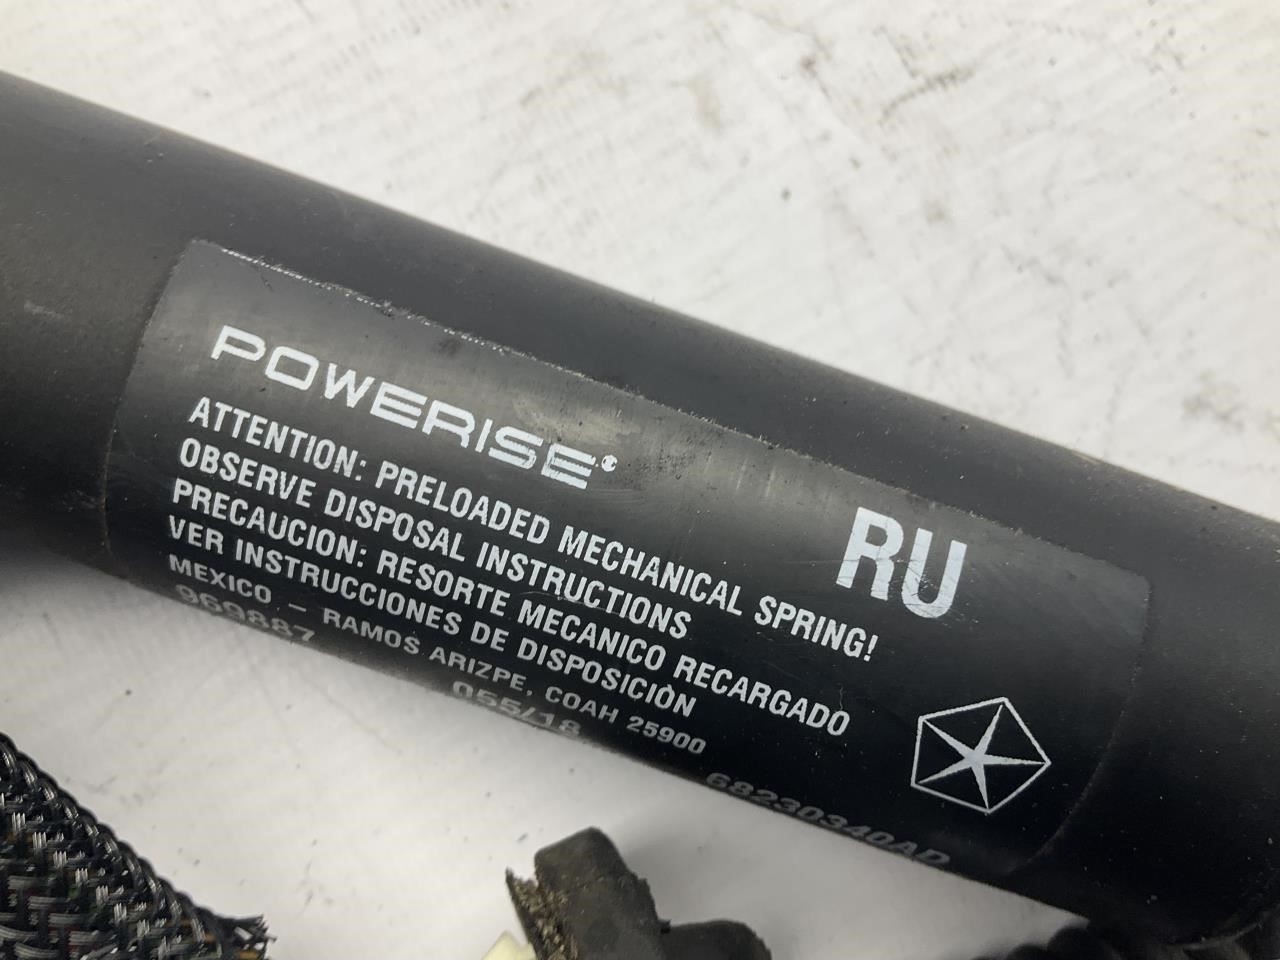 POWERISE
RU
ATTENTION: PRELOADED MECHANICAL SPRING!
OBSERVE DISPOSAL INSTRUCTIONS
PRECAUCION: RESORTE MECANICO RECARGADO
VER INSTRUCCIONES DE DISPOSICIÒN
MEXICO - RAMOS ARIZPE, COAH 25900
969887 055/18
68230340AD